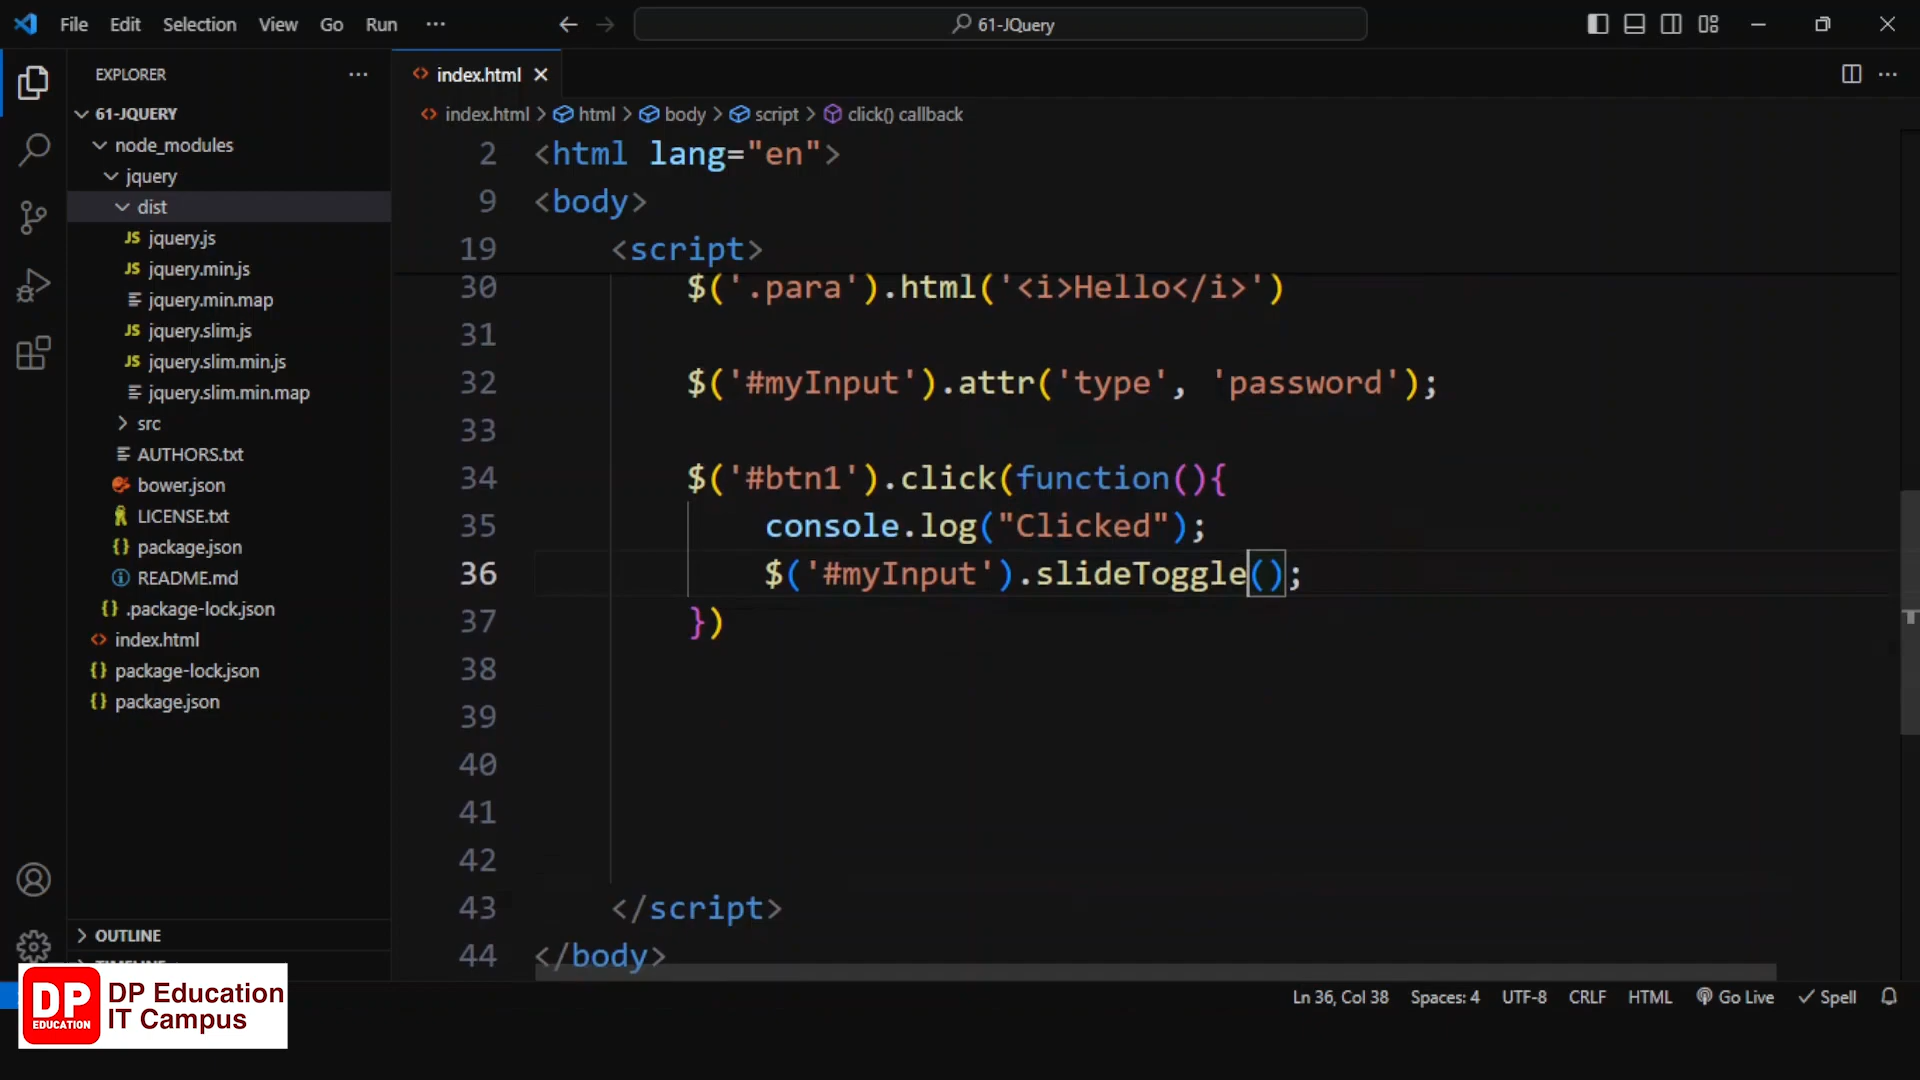 File Edit Selection View Go Run ··· 61-JQuery
EXPLORER ···
61-JQUERY
node_modules
jquery
dist
JS jquery.js
JS jquery.min.js
jquery.min.map
JS jquery.slim.js
JS jquery.slim.min.js
jquery.slim.min.map
src
AUTHORS.txt
bower.json
LICENSE.txt
{} package.json
README.md
{} .package-lock.json
<> index.html
{} package-lock.json
{} package.json
OUTLINE
TIMELINE
<> index.html ×
<> index.html > html > body > script > click() callback
2 <html lang="en">
9 <body>
19 <script>
30 $('.para').html('<i>Hello</i>')
31
32 $('#myInput').attr('type', 'password');
33
34 $('#btn1').click(function(){
35 console.log("Clicked");
36 $('#myInput').slideToggle();
37 })
38
39
40
41
42
43 </script>
44 </body>
Ln 36, Col 38 Spaces: 4 UTF-8 CRLF HTML Go Live Spell
DP EDUCATION
DP Education
IT Campus